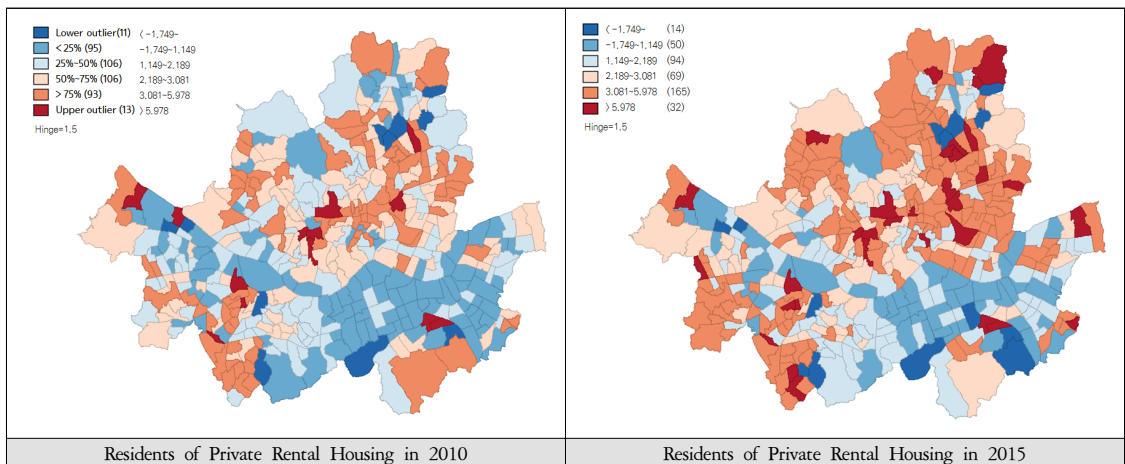 Lower outlier(11) ⟨ -1.749-
<25% (95) -1.749~1.149
25%~50% (106) 1.149~2.189
50%~75% (106) 2.189~3.081
>75% (93) 3.081~5.978
Upper outlier (13) ⟩ 5.978
Hinge=1.5
⟨ -1.749- (14)
-1.749~1.149 (50)
1.149~2.189 (94)
2.189~3.081 (69)
3.081~5.978 (165)
⟩ 5.978 (32)
Hinge=1.5
Residents of Private Rental Housing in 2010
Residents of Private Rental Housing in 2015